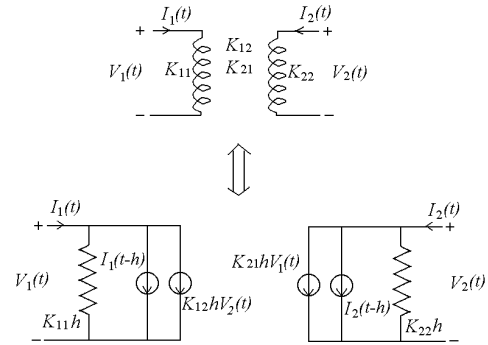 I1(t) I2(t)
+ +
K12
V1(t) K11 K21 K22 V2(t)
− −
I1(t) I2(t)
+ +
I1(t-h) K21hV1(t)
V1(t) V2(t)
K12hV2(t) I2(t-h)
K11h K22h
− −